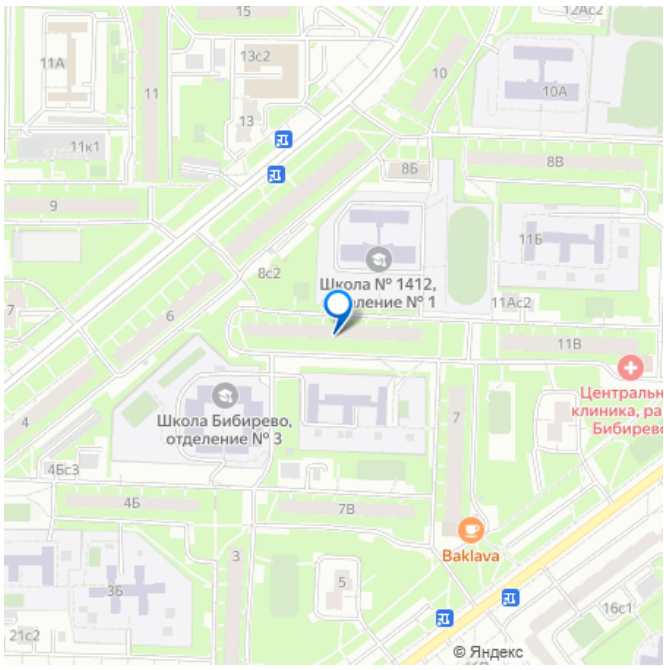 15
12Ас2
13с2
11А
10
11
10А
13
11к1
8Б
8В
9
11Б
8с2
Школа № 1412,
еление № 1
7
6
11Ас2
11В
Центральн
клиника, ра
Бибирево
4
Школа Бибирево,
отделение № 3
7
4Бс3
4Б
7В
Baklava
3
3Б
5
16с1
21с2
© Яндекс